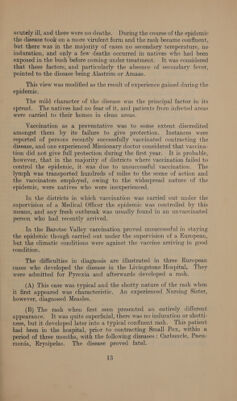 acutely ill, and there were no deaths. During the course of the epidemic
the disease took on a more virulent form and the rash became confluent,
but there was in the majority of cases no secondary temperature, no
induration, and only a few deaths occurred in natives who had been
exposed in the bush before coming under treatment. It was considered
that these factors, and particularly the absence of secondary fever,
pointed to the disease being Alastrim or Amaas.
This view was modified as the result of experience gained during the
epidemic.
The mild character of the disease was the principal factor in its
spread. The natives had no fear of it, and patients from infected areas
were carried to their homes in clean areas.
Vaccination as a preventative was to some extent discredited
amongst them by its failure to give protection. Instances were
reported of persons recently successfully vaccinated contracting the
disease, and one experienced Missionary doctor considered that vaccina-
tion did not give full protection during the first year. It is probable,
however, that in the majority of districts where vaccination failed to
control the epidemic, it was due to unsuccessful vaccination. The
lymph was transported hundreds of miles to the scene of action and
the vaccinators employed, owing to the widespread nature of the
epidemic, were natives who were inexperienced.
In the districts in which vaccination was carried out under the
supervision of a Medical Officer the epidemic was controlled by this
means, and any fresh outbreak was usually found in an unvaccinated
person who had recently arrived.
In the Barotse Valley vaccination proved unsuccessful in staying
the epidemic though carried out under the supervision of a European,
but the climatic conditions were against the vaccine arriving in good
condition.
The difficulties in diagnosis are illustrated in three European
cases who developed the disease in the Livingstone Hospital. They
were admitted for Pyrexia and afterwards developed a rash.
(A) This case was typical and the shotty nature of the rash when
it first appeared was characteristic. An experienced Nursing Sister,
however, diagnosed Measles.
(B) The rash when first seen presented an entirely different
appearance. It was quite superficial, there was no induration or shotti-
ness, but it developed later into a typical confluent rash. This patient
had been in the hospital, prior to contracting Small Pox, within a
period of three months, with the following diseases: Carbuncle, Pneu-
monia, Erysipelas. The disease proved fatal.
13